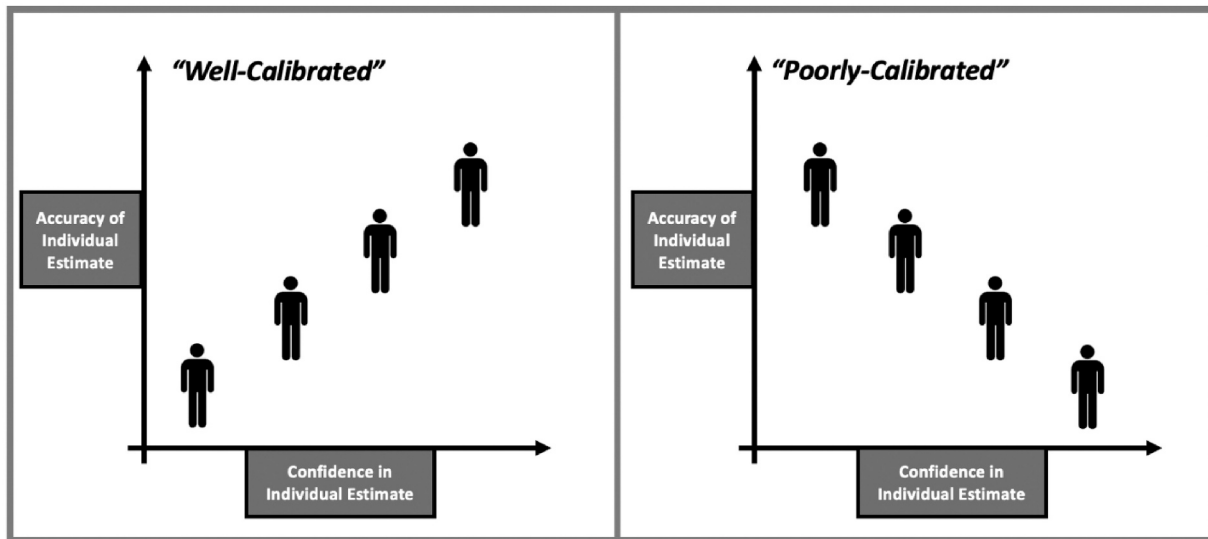 “Well-Calibrated”
Accuracy of
Individual
Estimate
Confidence in
Individual Estimate
“Poorly-Calibrated”
Accuracy of
Individual
Estimate
Confidence in
Individual Estimate